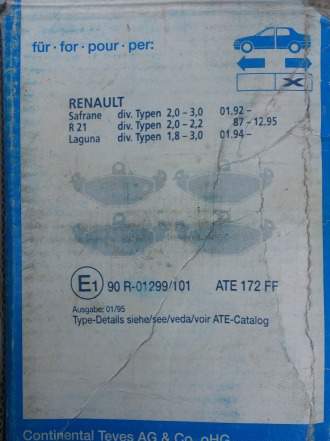 für · for · pour · per:
X
RENAULT
Safrane div. Typen 2,0 – 3,0 01.92 –
R 21 div. Typen 2,0 – 2,2 87 – 12.95
Laguna div. Typen 1,8 – 3,0 01.94 –
E1 90 R-01299/101 ATE 172 FF
Ausgabe: 01/95
Type-Details siehe/see/veda/voir ATE-Catalog
Continental Teves AG & Co. oHG